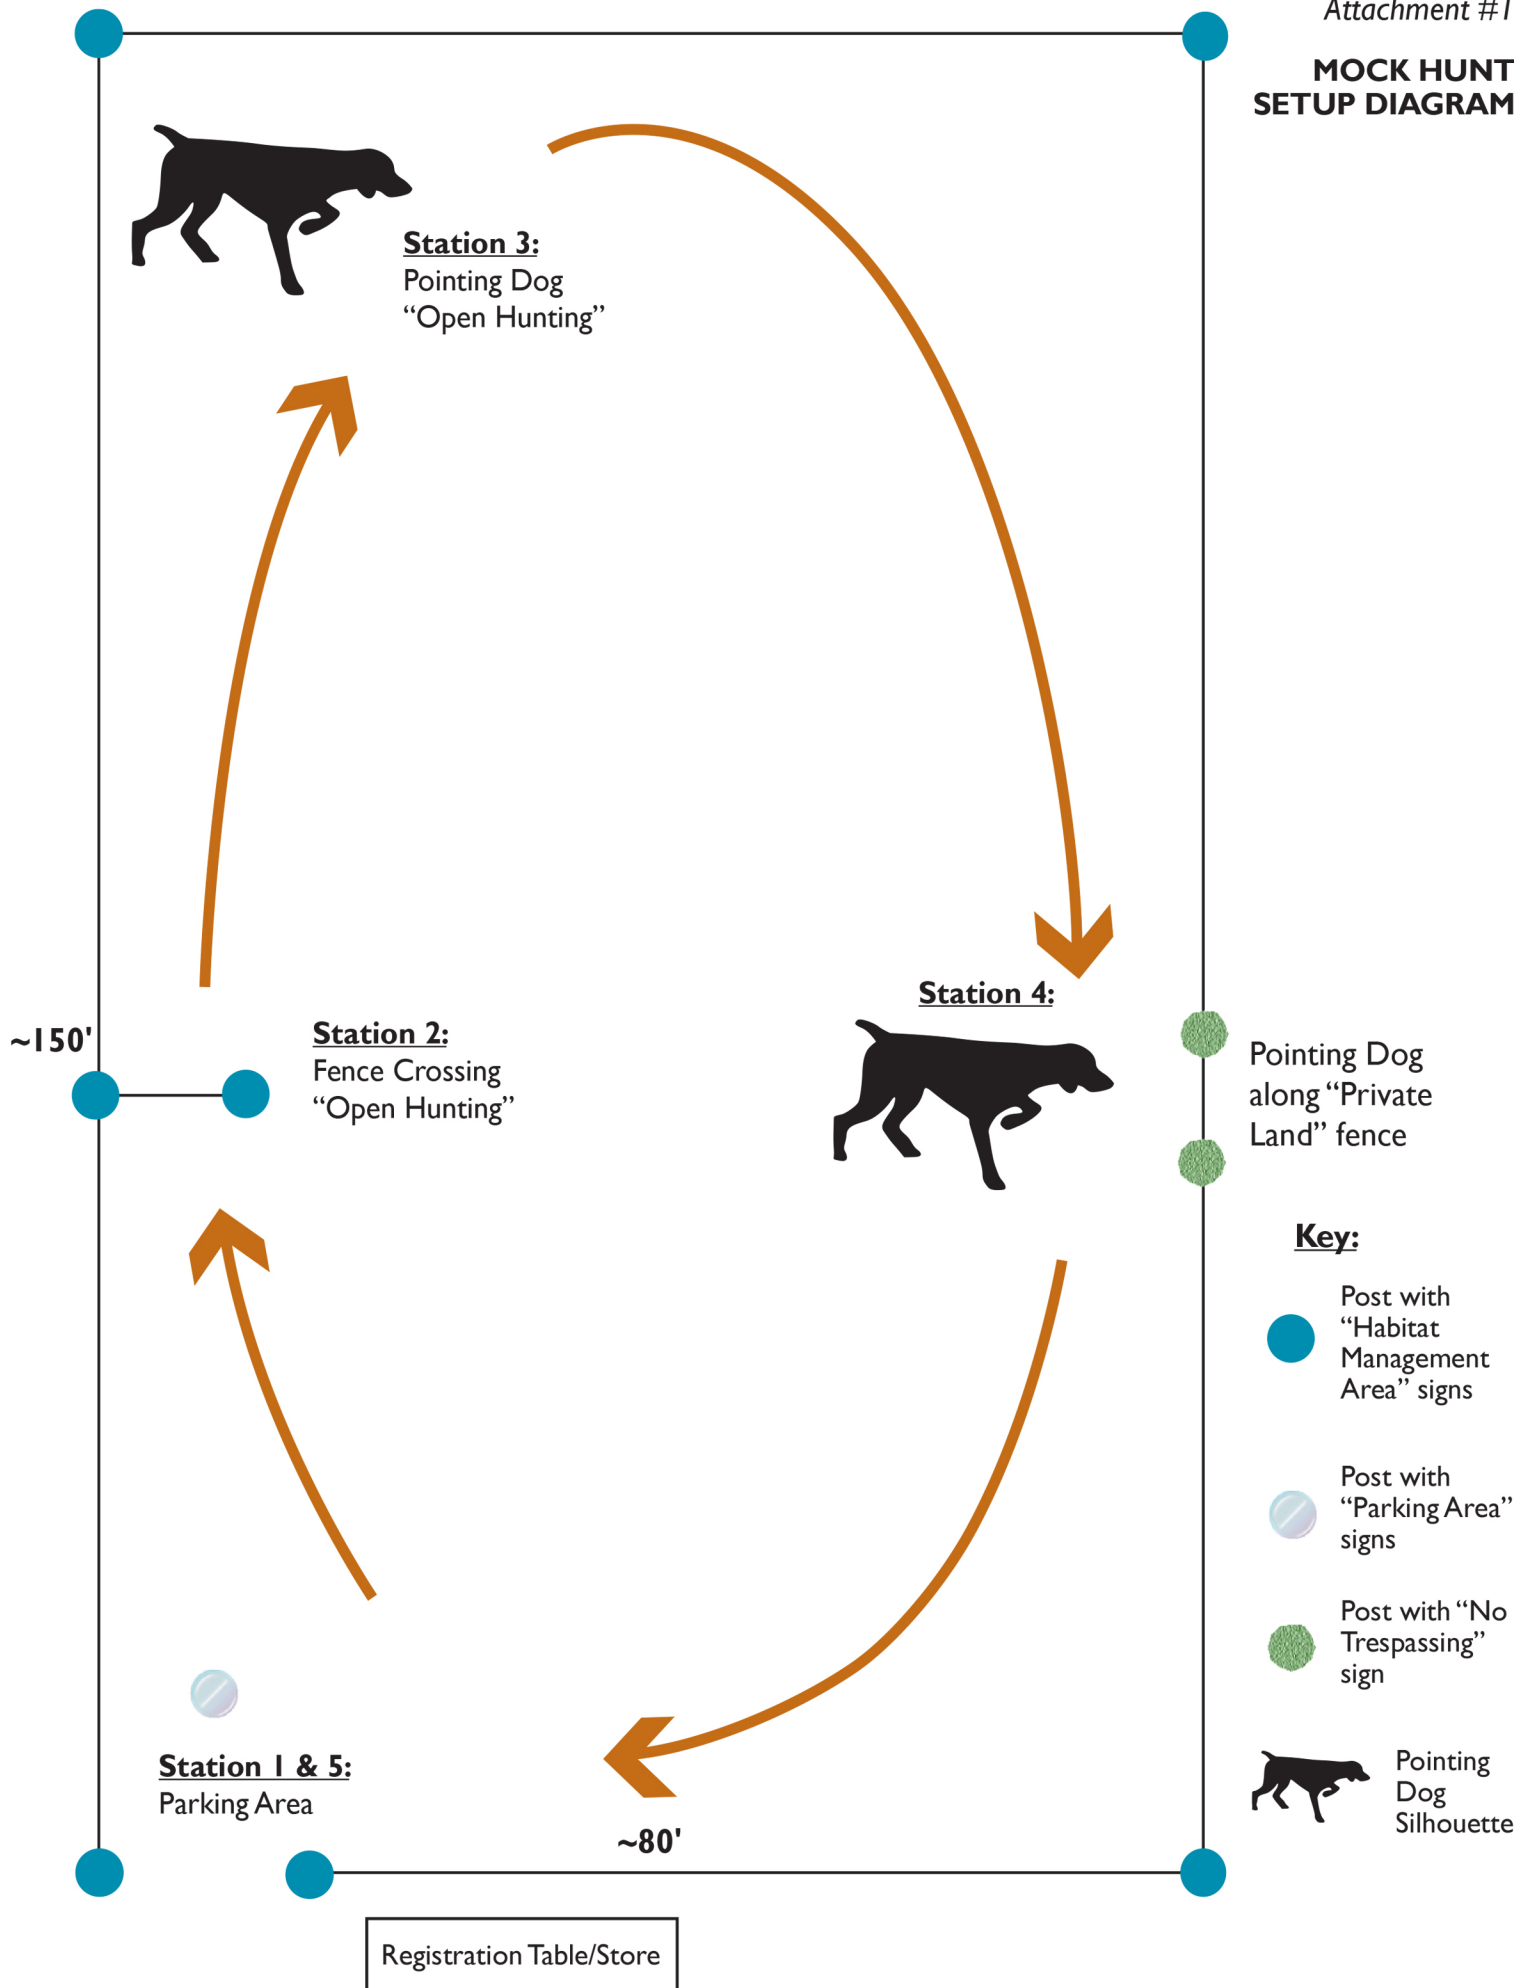 Attachment #1
MOCK HUNT
SETUP DIAGRAM
Station 3:
Pointing Dog
“Open Hunting”
Station 4:
~150'
Station 2:
Fence Crossing
“Open Hunting”
Pointing Dog
along “Private
Land” fence
Key:
Post with
“Habitat
Management
Area” signs
Post with
“Parking Area”
signs
Post with “No
Trespassing”
sign
Pointing
Dog
Silhouette
Station 1 & 5:
Parking Area
~80'
Registration Table/Store